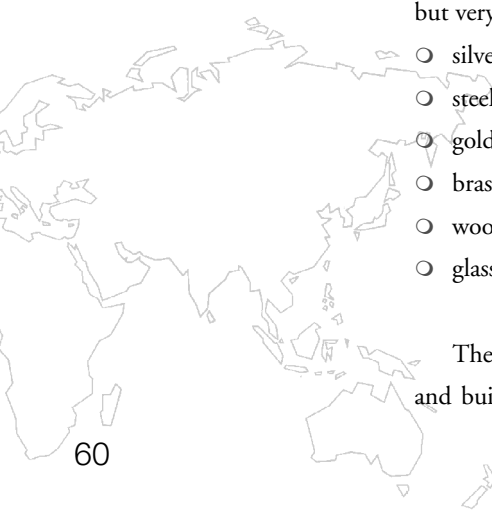 but very
❍ silve
❍ steel
❍ gold
❍ bras
❍ woo
❍ glass
The
and bui
60